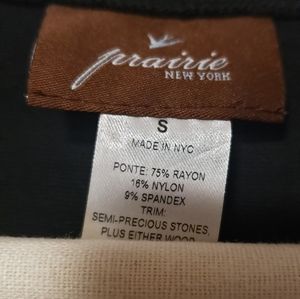 prairie
NEW YORK
S
MADE IN NYC
PONTE: 75% RAYON
16% NYLON
9% SPANDEX
TRIM:
SEMI-PRECIOUS STONES,
PLUS EITHER WOOD